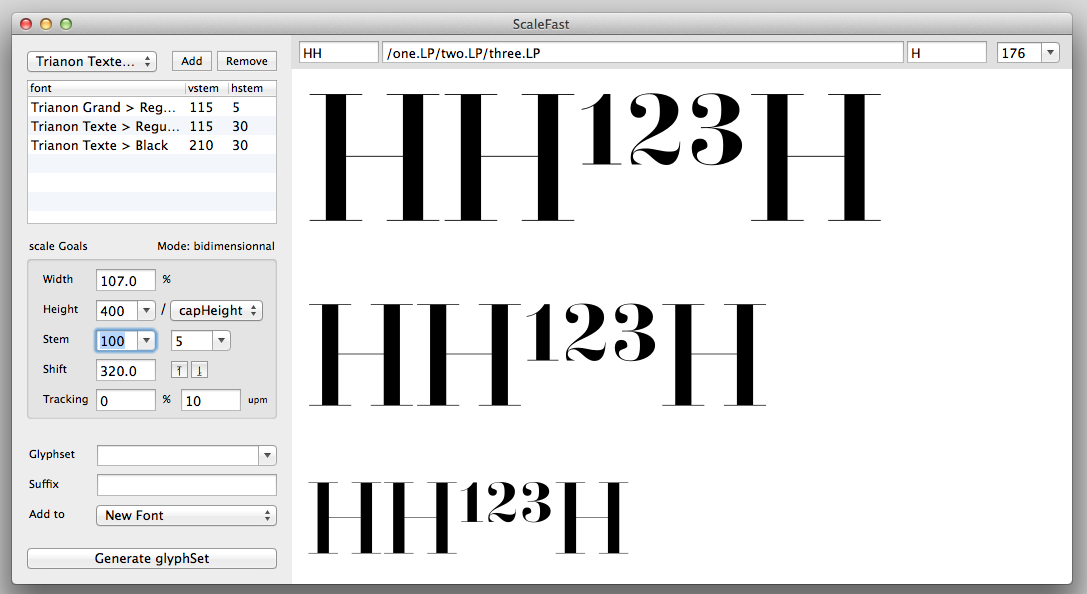 ScaleFast
Trianon Texte... Add Remove
HH /one.LP/two.LP/three.LP H 176
font vstem hstem
Trianon Grand > Reg... 115 5
Trianon Texte > Regu... 115 30
Trianon Texte > Black 210 30
scale Goals Mode: bidimensionnal
Width 107.0 %
Height 400 / capHeight
Stem 100 5
Shift 320.0
Tracking 0 % 10 upm
Glyphset
Suffix
Add to New Font
Generate glyphSet
HH123H
HH123H
HH123H